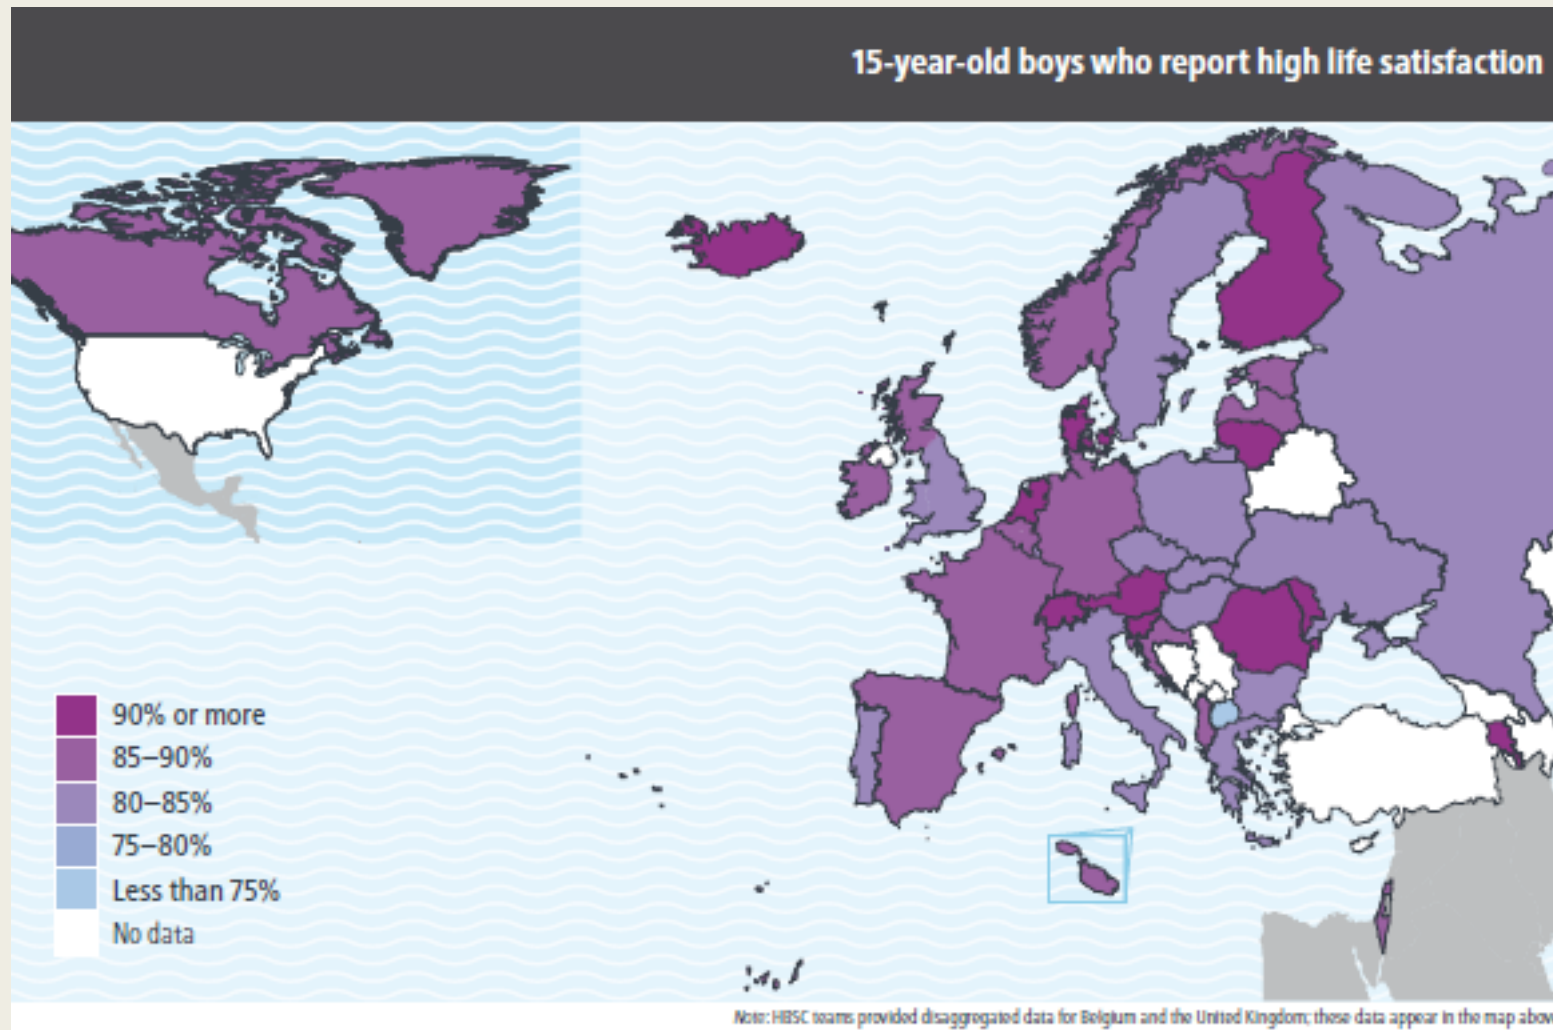 15-year-old boys who report high life satisfaction
90% or more
85–90%
80–85%
75–80%
Less than 75%
No data
Note: HBSC teams provided disaggregated data for Belgium and the United Kingdom; these data appear in the map above